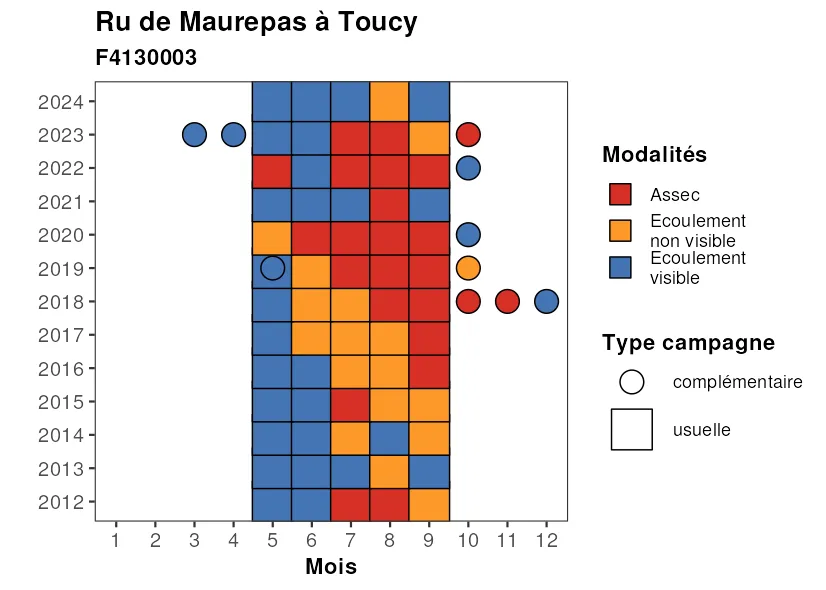 Ru de Maurepas à Toucy
F4130003
2024
2023
2022
2021
2020
2019
2018
2017
2016
2015
2014
2013
2012
1 2 3 4 5 6 7 8 9 10 11 12
Mois
Modalités
Assec
Ecoulement
non visible
Ecoulement
visible
Type campagne
complémentaire
usuelle